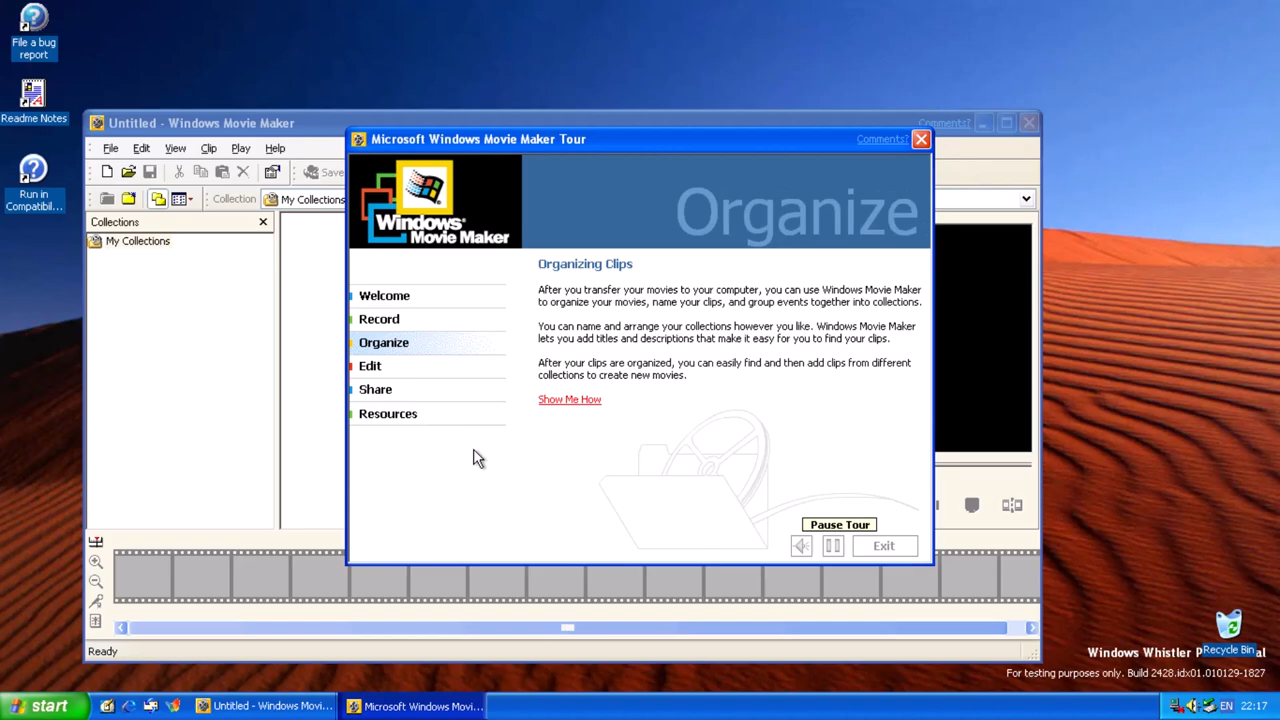 File a bug
report
Readme Notes
Run in
Compatibil...
Untitled - Windows Movie Maker
Comments?
File Edit View Clip Play Help
Save
Collection My Collections
Collections
My Collections
Microsoft Windows Movie Maker Tour
Comments?
Windows
Movie Maker
Organize
Welcome
Record
Organize
Edit
Share
Resources
Organizing Clips
After you transfer your movies to your computer, you can use Windows Movie Maker
to organize your movies, name your clips, and group events together into collections.
You can name and arrange your collections however you like. Windows Movie Maker
lets you add titles and descriptions that make it easy for you to find your clips.
After your clips are organized, you can easily find and then add clips from different
collections to create new movies.
Show Me How
Pause Tour
Exit
Ready
Recycle Bin
Windows Whistler P al
For testing purposes only. Build 2428.idx01.010129-1827
start
Untitled - Windows Movi...
Microsoft Windows Movi...
EN 22:17